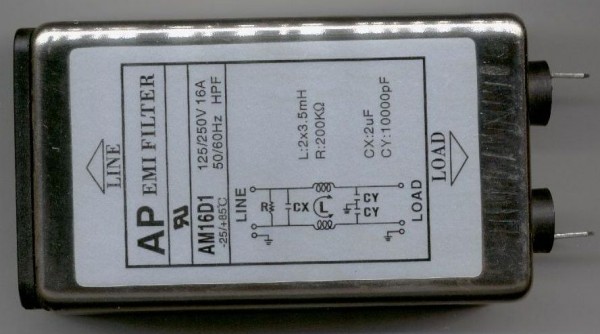 LINE
LOAD
AP EMI FILTER
AM16D1 125/250V 16A
-25/+85℃ 50/60Hz HPF
L:2x3.5mH
R:200KΩ
CX:2uF
CY:10000pF
LINE
R
CX
L
CY
CY
LOAD